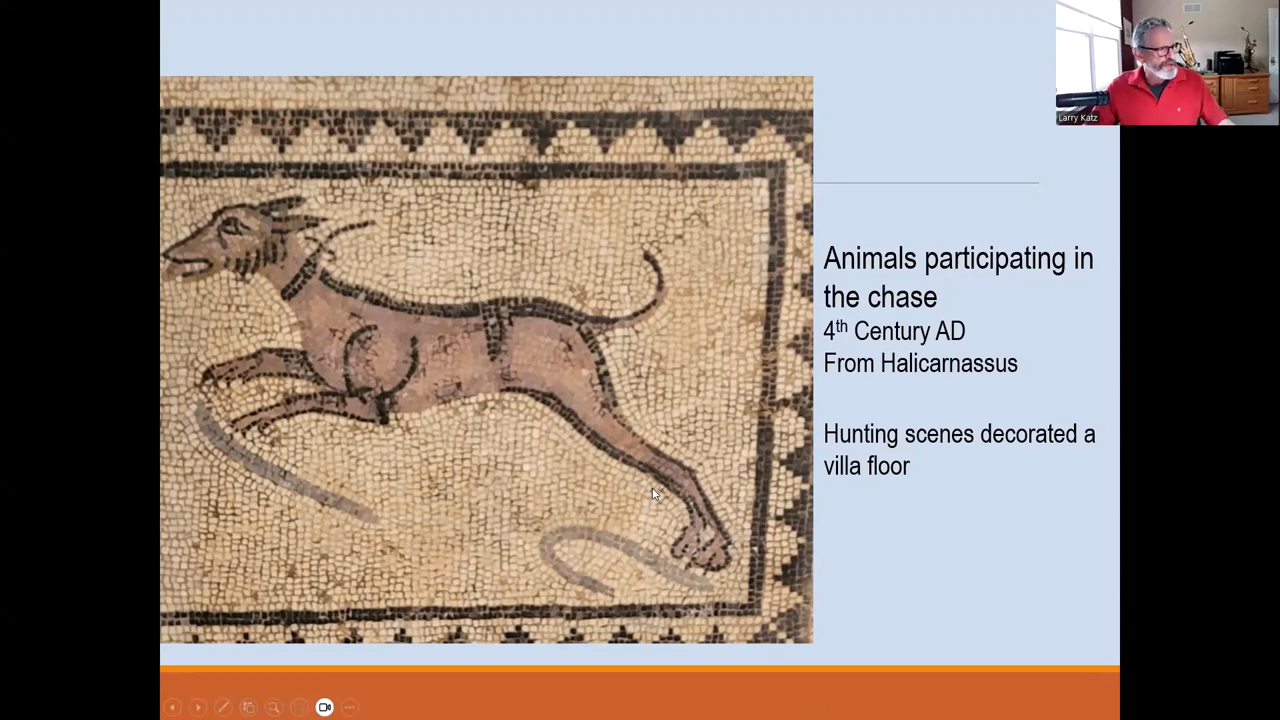 Larry Katz
Animals participating in
the chase
4th Century AD
From Halicarnassus
Hunting scenes decorated a
villa floor